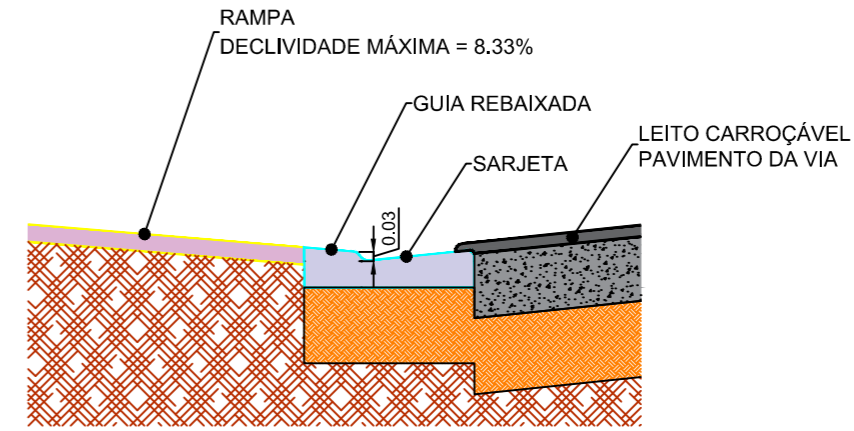 RAMPA
DECLIVIDADE MÁXIMA = 8.33%
GUIA REBAIXADA
SARJETA
LEITO CARROÇÁVEL
PAVIMENTO DA VIA
0.03